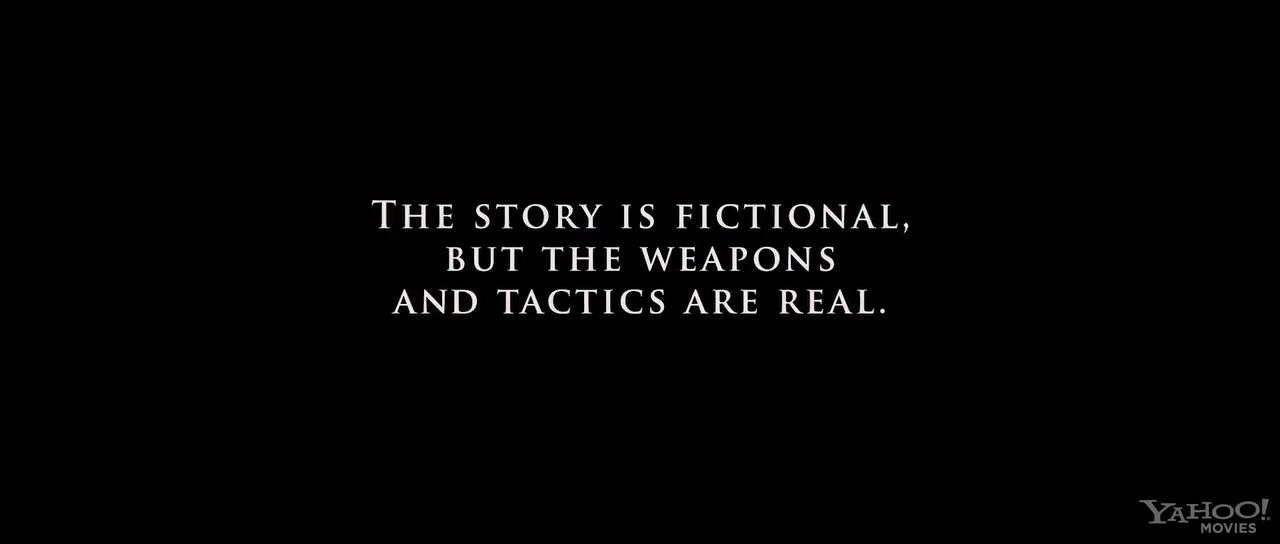 THE STORY IS FICTIONAL,
BUT THE WEAPONS
AND TACTICS ARE REAL.
YAHOO!
MOVIES